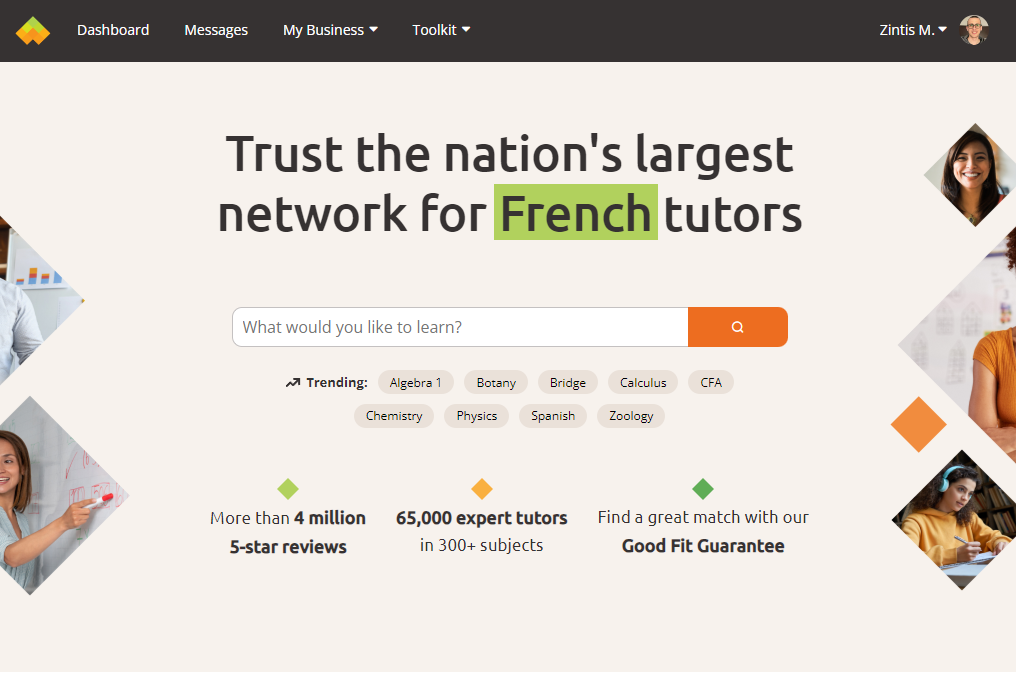 Dashboard Messages My Business Toolkit Zintis M.
Trust the nation's largest
network for French tutors
What would you like to learn?
Trending: Algebra 1 Botany Bridge Calculus CFA
Chemistry Physics Spanish Zoology
More than 4 million
5-star reviews
65,000 expert tutors
in 300+ subjects
Find a great match with our
Good Fit Guarantee